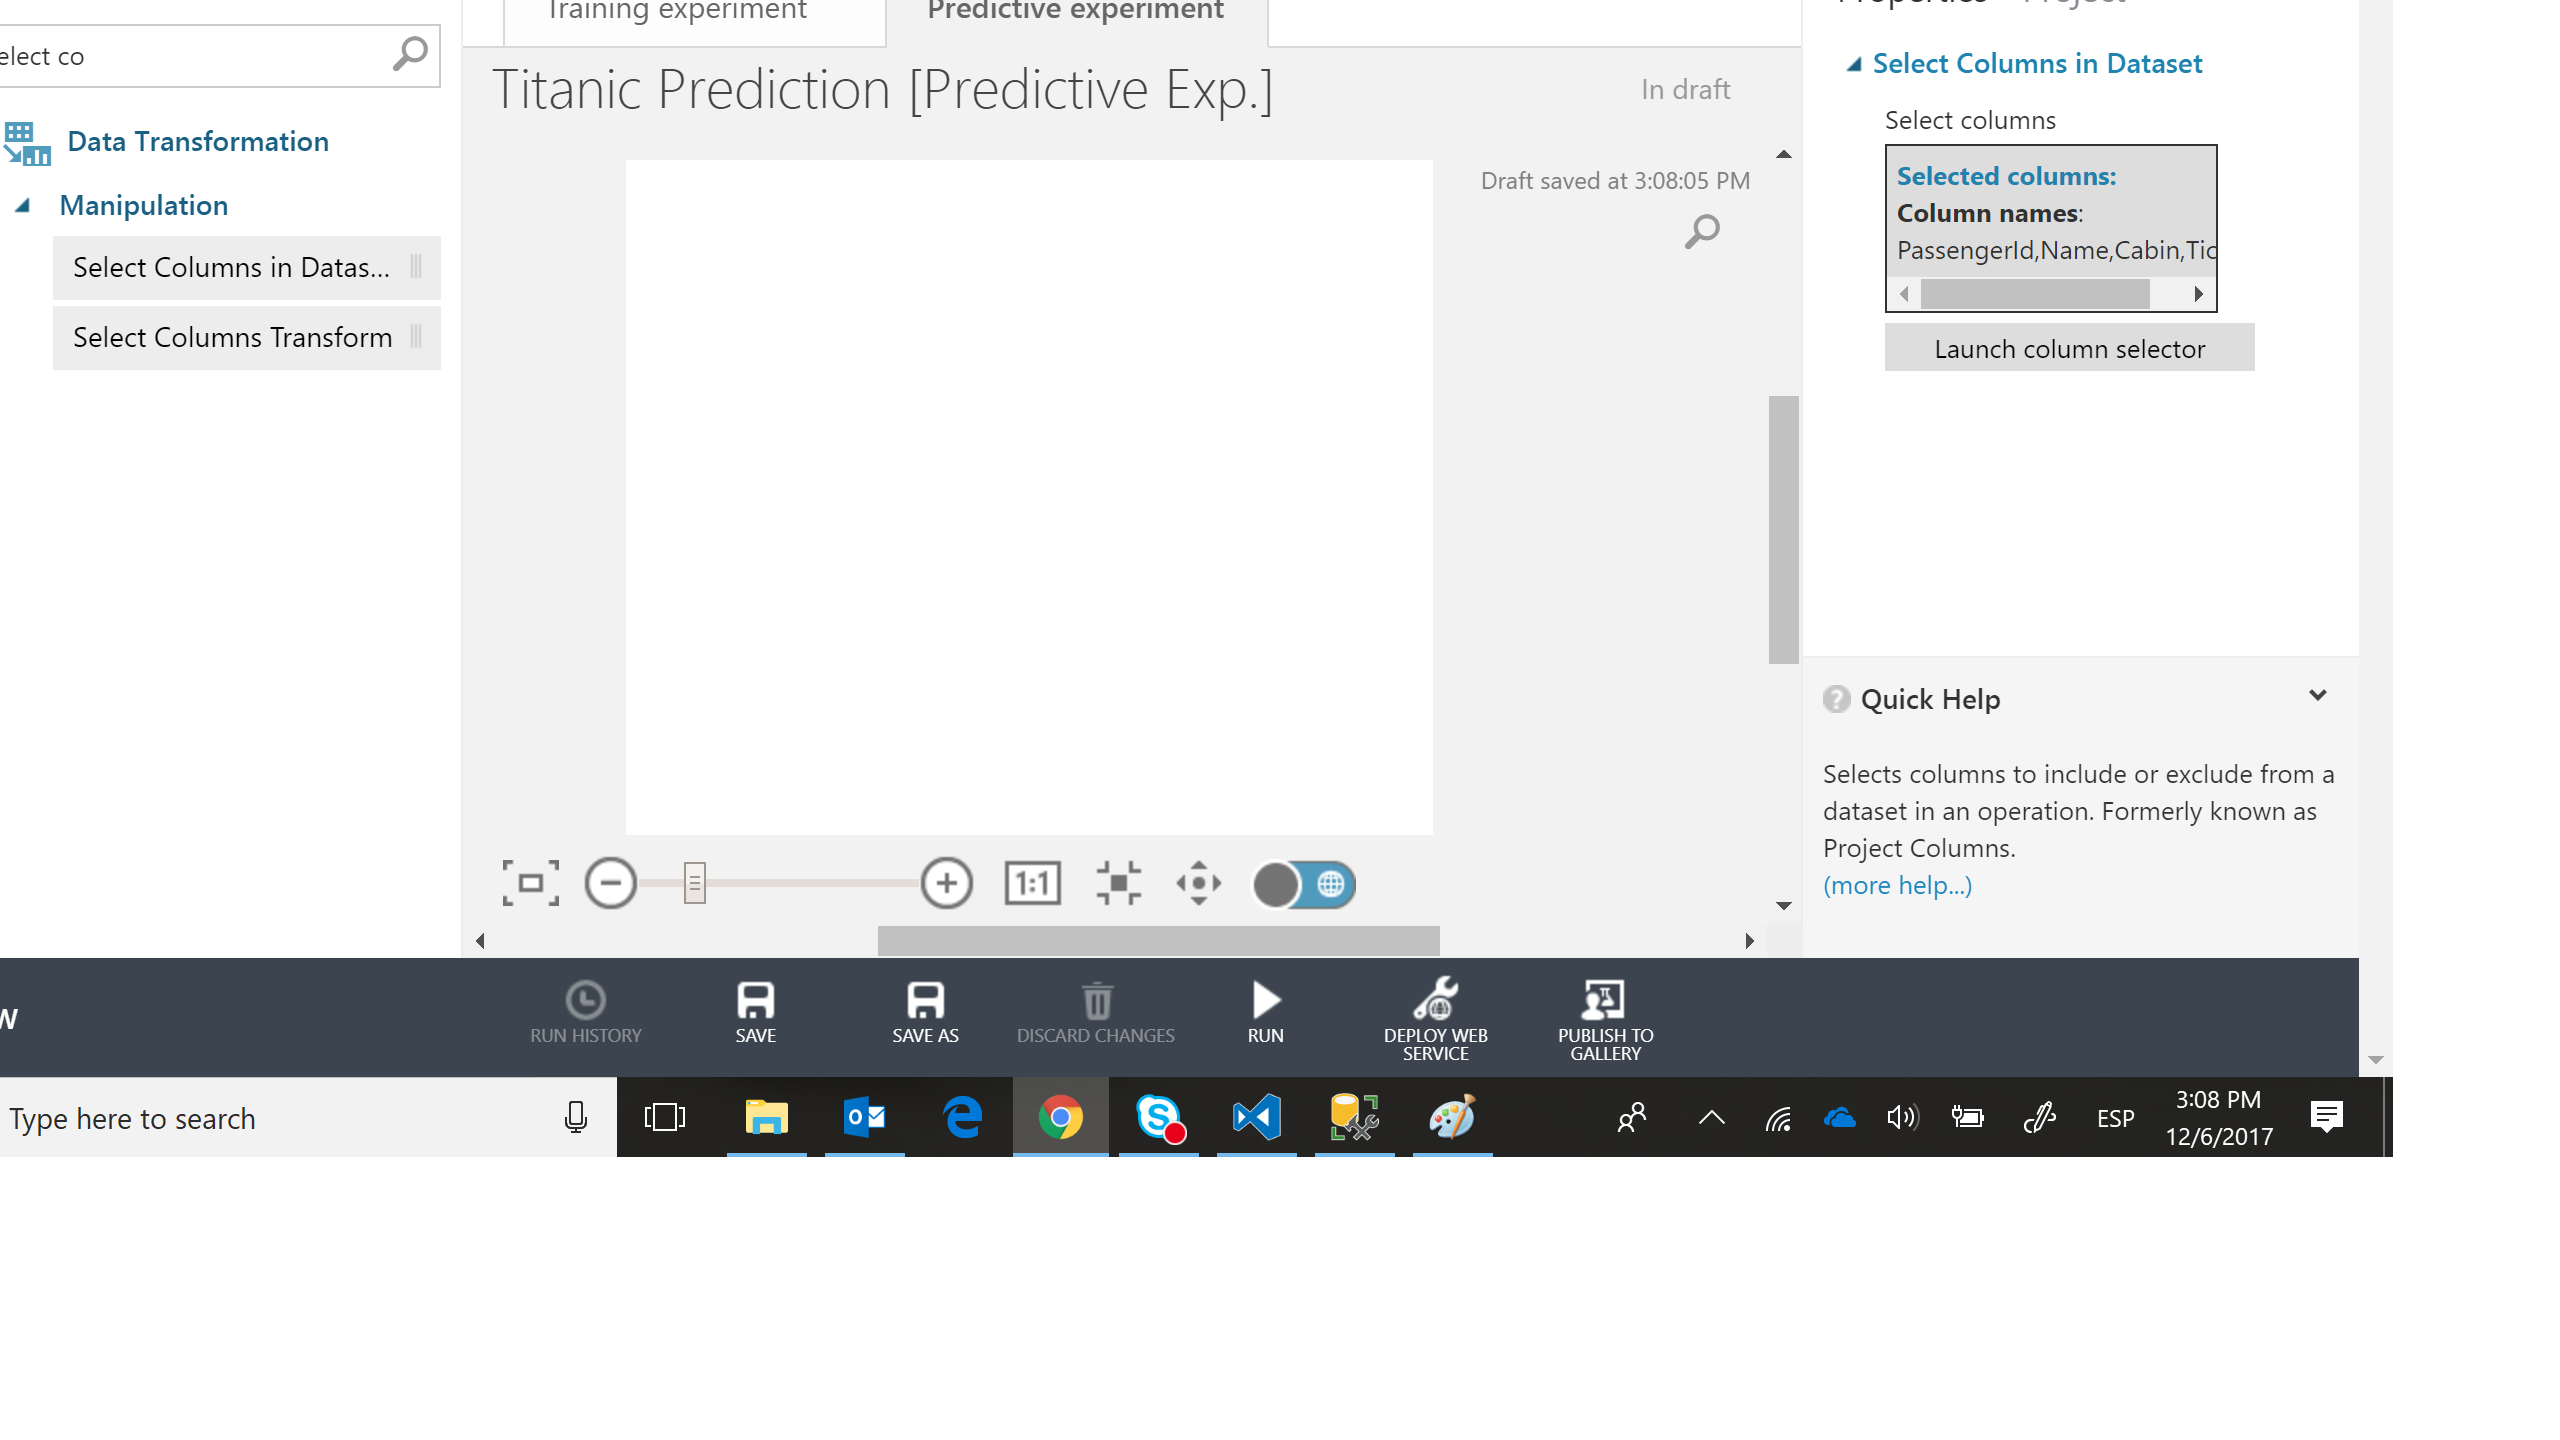 Training experiment
Predictive experiment
Properties Project
elect co
Titanic Prediction [Predictive Exp.]
In draft
Select Columns in Dataset
Select columns
Data Transformation
Selected columns:
Draft saved at 3:08:05 PM
Manipulation
Column names:
PassengerId,Name,Cabin,Tic
Select Columns in Datas...
Select Columns Transform
Launch column selector
Quick Help
Selects columns to include or exclude from a
dataset in an operation. Formerly known as
Project Columns.
(more help...)
1:1
W
RUN HISTORY
SAVE
SAVE AS
DISCARD CHANGES
RUN
DEPLOY WEB
SERVICE
PUBLISH TO
GALLERY
Type here to search
ESP
3:08 PM
12/6/2017